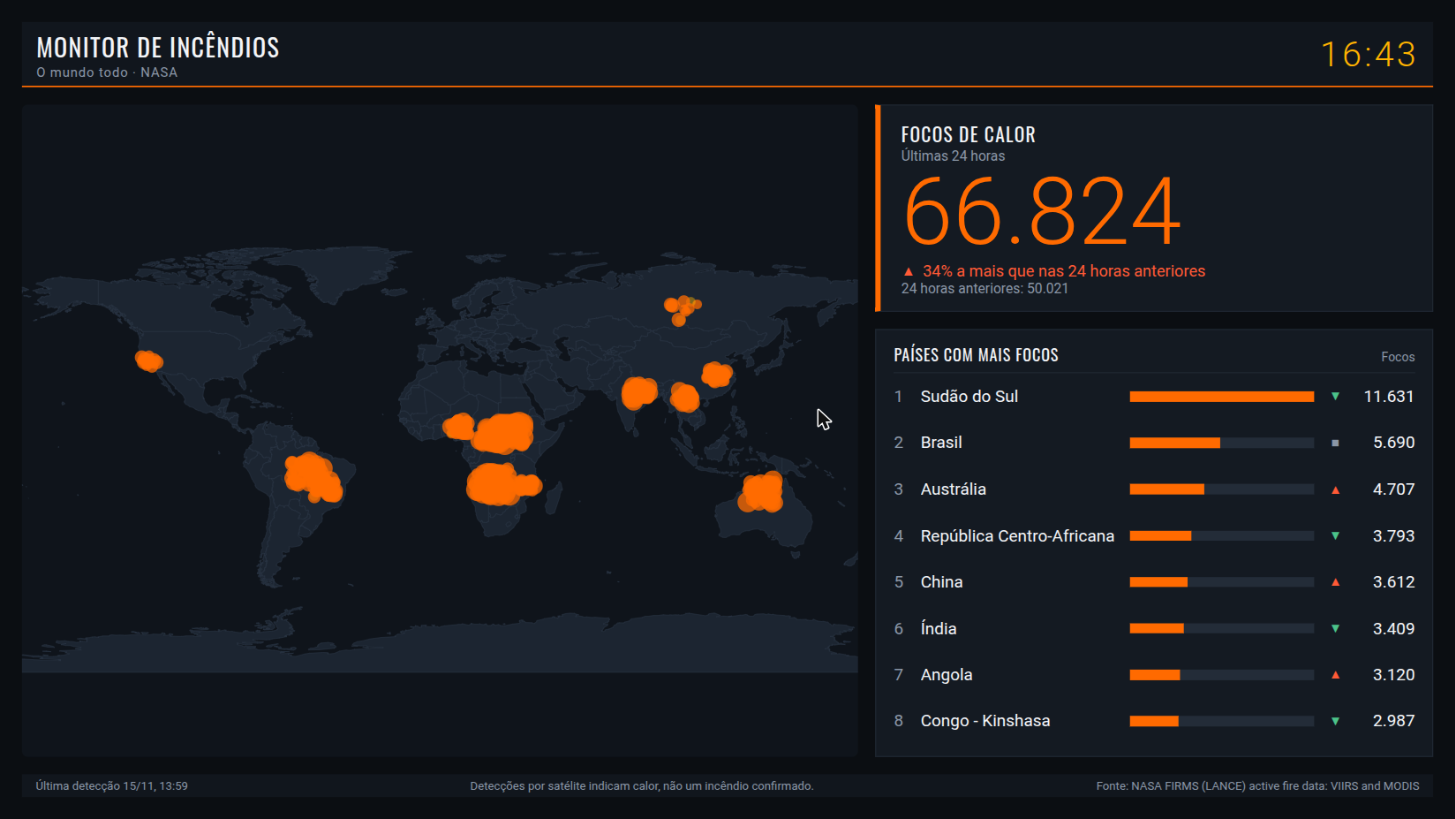 MONITOR DE INCÊNDIOS
O mundo todo · NASA
16:43
FOCOS DE CALOR
Últimas 24 horas
66.824
▲ 34% a mais que nas 24 horas anteriores
24 horas anteriores: 50.021
PAÍSES COM MAIS FOCOS Focos
1 Sudão do Sul ▼ 11.631
2 Brasil ■ 5.690
3 Austrália ▲ 4.707
4 República Centro-Africana ▼ 3.793
5 China ▲ 3.612
6 Índia ▼ 3.409
7 Angola ▲ 3.120
8 Congo - Kinshasa ▼ 2.987
Última detecção 15/11, 13:59
Detecções por satélite indicam calor, não um incêndio confirmado.
Fonte: NASA FIRMS (LANCE) active fire data: VIIRS and MODIS